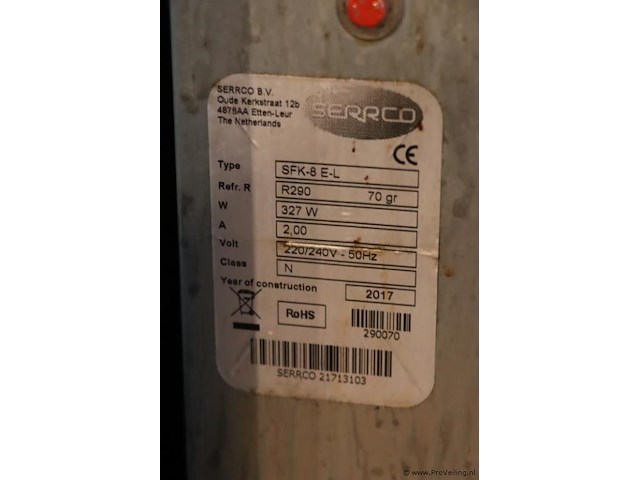 SERRCO B.V.
Oude Kerkstraat 12b
4878AA Etten-Leur
The Netherlands
SERRCO
CE
Type SFK-8 E-L
Refr. R R290 70 gr
W 327 W
A 2,00
Volt 220/240V - 50Hz
Class N
Year of construction 2017
RoHS
290070
SERRCO 21713103
© www.ProVeiling.nl